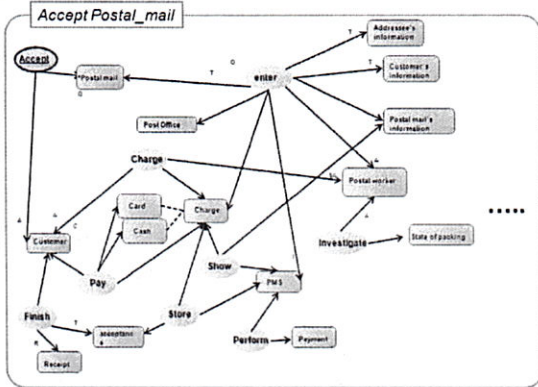 Accept Postal_mail
Accept
Postal mail
T
O
enter
T
Addressee's
information
T
Customer's
information
Post Office
Postal mail's
information
Charge
Postal worker
A
Card
Cash
Charge
A
C
Customer
Pay
Show
Investigate
State of packing
.....
PMS
Finish
T
acceptanc
e
Store
Perform
Payment
R
Receipt